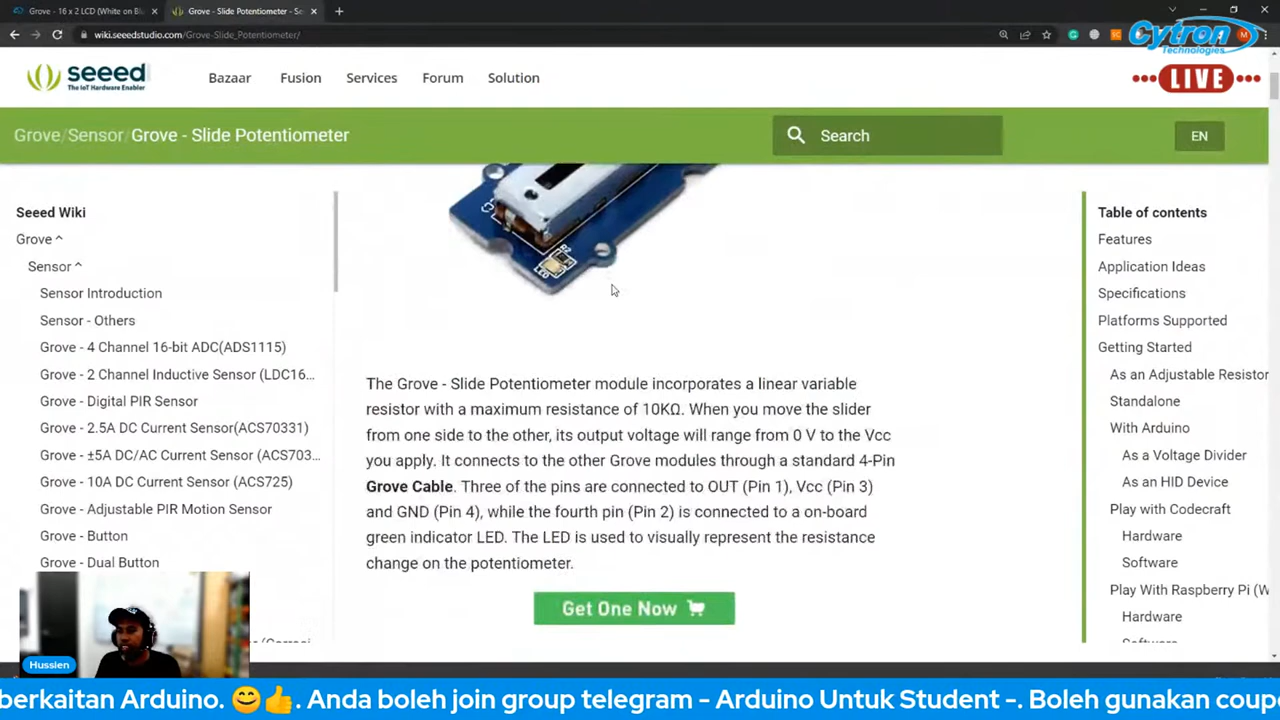 Grove - 16 x 2 LCD (White on Bl
Grove - Slide Potentiometer - Se
wiki.seeedstudio.com/Grove-Slide_Potentiometer/
Cytron
Technologies
LIVE
seeed
The IoT Hardware Enabler
Bazaar
Fusion
Services
Forum
Solution
Grove/Sensor/Grove - Slide Potentiometer
Search
EN
Seeed Wiki
Grove
Sensor
Sensor Introduction
Sensor - Others
Grove - 4 Channel 16-bit ADC(ADS1115)
Grove - 2 Channel Inductive Sensor (LDC16...
Grove - Digital PIR Sensor
Grove - 2.5A DC Current Sensor(ACS70331)
Grove - ±5A DC/AC Current Sensor (ACS703...
Grove - 10A DC Current Sensor (ACS725)
Grove - Adjustable PIR Motion Sensor
Grove - Button
Grove - Dual Button
LED
R2
The Grove - Slide Potentiometer module incorporates a linear variable
resistor with a maximum resistance of 10KΩ. When you move the slider
from one side to the other, its output voltage will range from 0 V to the Vcc
you apply. It connects to the other Grove modules through a standard 4-Pin
Grove Cable. Three of the pins are connected to OUT (Pin 1), Vcc (Pin 3)
and GND (Pin 4), while the fourth pin (Pin 2) is connected to a on-board
green indicator LED. The LED is used to visually represent the resistance
change on the potentiometer.
Get One Now
Table of contents
Features
Application Ideas
Specifications
Platforms Supported
Getting Started
As an Adjustable Resistor
Standalone
With Arduino
As a Voltage Divider
As an HID Device
Play with Codecraft
Hardware
Software
Play With Raspberry Pi (W
Hardware
Software
Hussien
berkaitan Arduino. 😊👍. Anda boleh join group telegram - Arduino Untuk Student -. Boleh gunakan coup